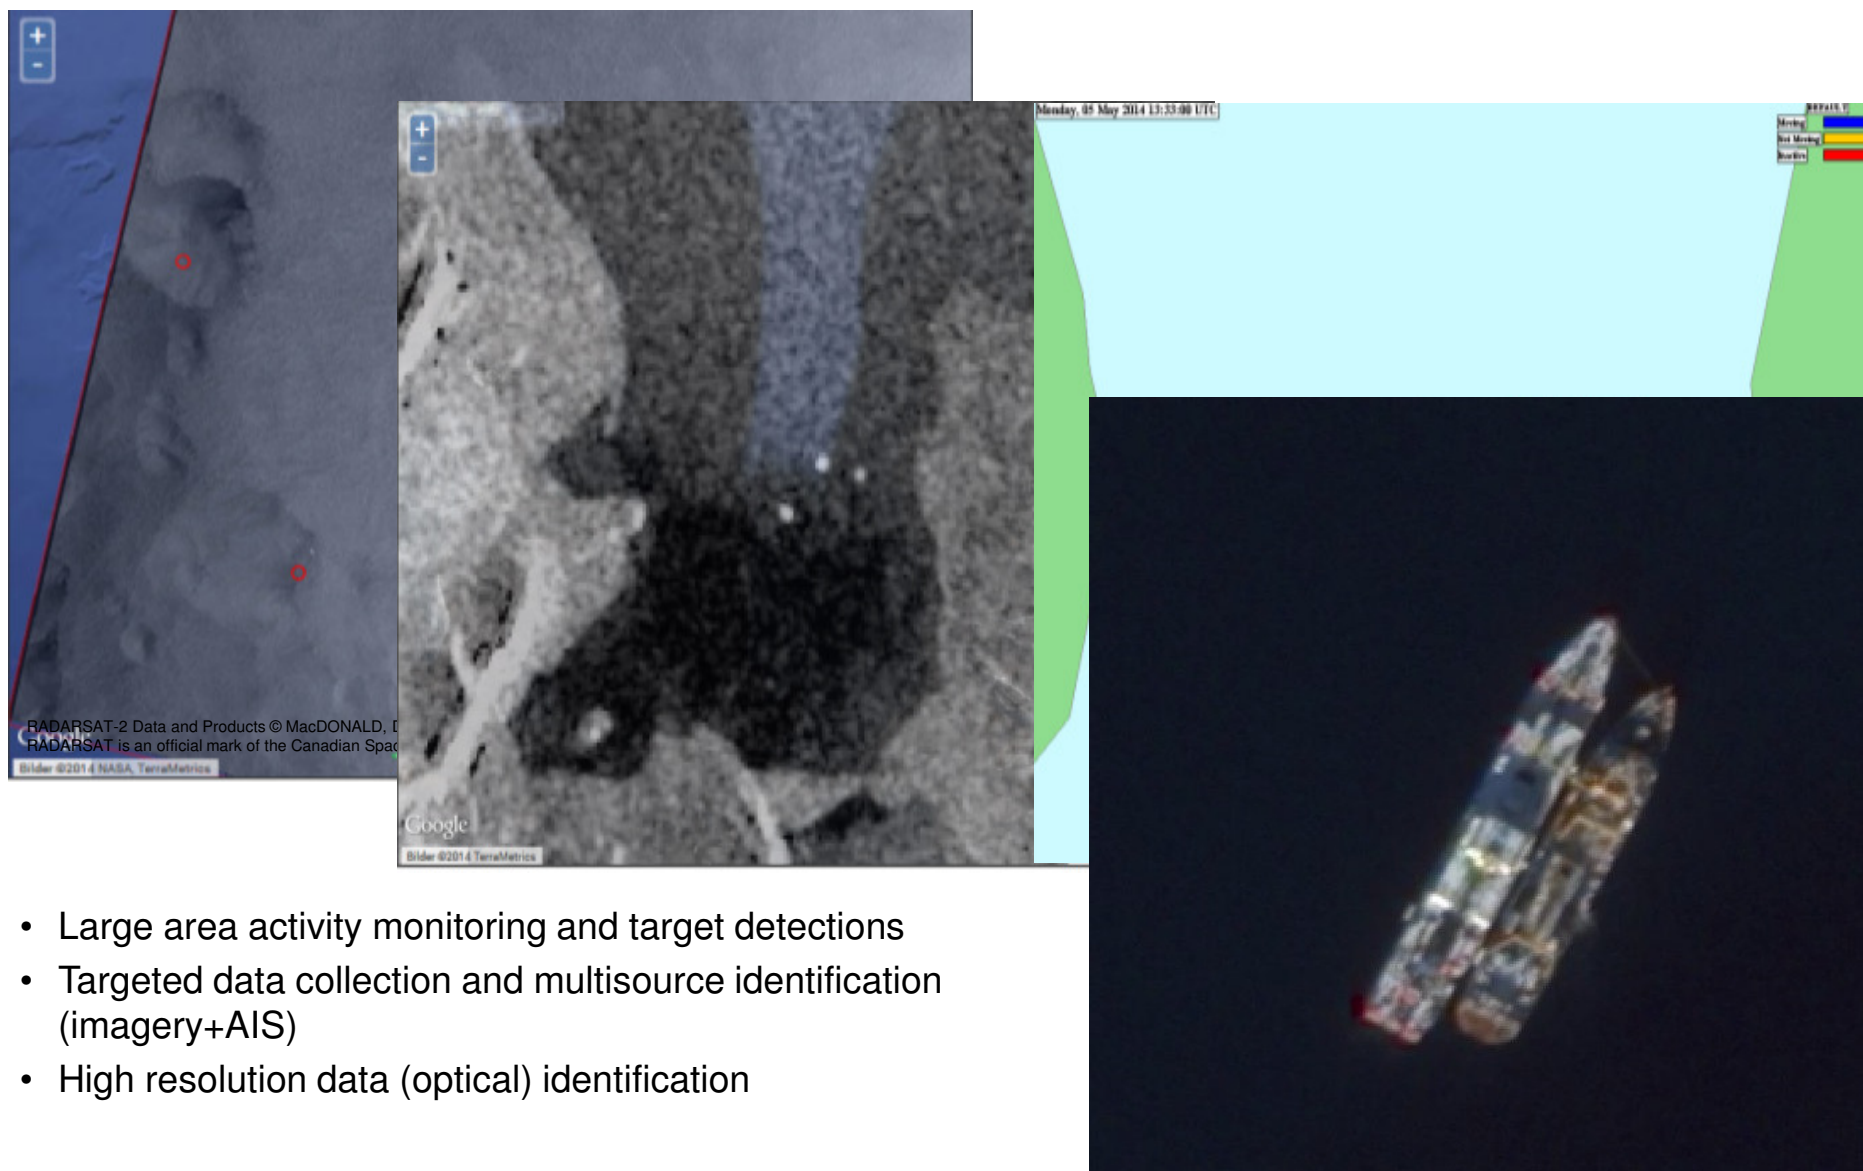 +
-
+
-
Monday, 05 May 2014 13:33:00 UTC
DEFAULT
Moving
Not Moving
Inactive
RADARSAT-2 Data and Products © MacDONALD, D
RADARSAT is an official mark of the Canadian Spac
Google
Bilder ©2014 NASA, TerraMetrics
Google
Bilder ©2014 TerraMetrics
• Large area activity monitoring and target detections
• Targeted data collection and multisource identification
(imagery+AIS)
• High resolution data (optical) identification